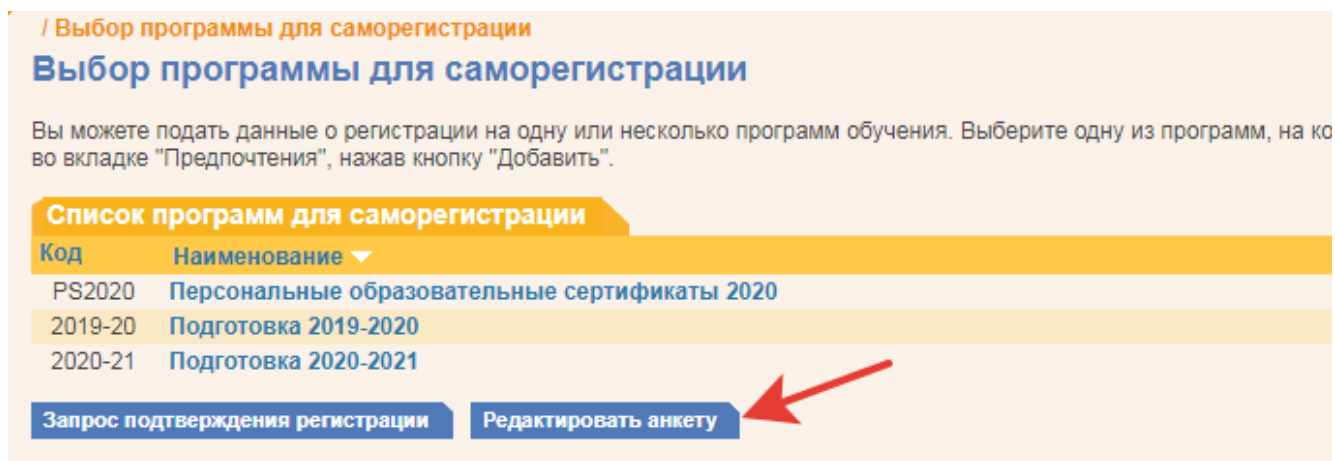 / Выбор программы для саморегистрации
Выбор программы для саморегистрации
Вы можете подать данные о регистрации на одну или несколько программ обучения. Выберите одну из программ, на
во вкладке "Предпочтения", нажав кнопку "Добавить".
Список программ для саморегистрации
Код Наименование
PS2020 Персональные образовательные сертификаты 2020
2019-20 Подготовка 2019-2020
2020-21 Подготовка 2020-2021
Запрос подтверждения регистрации Редактировать анкету